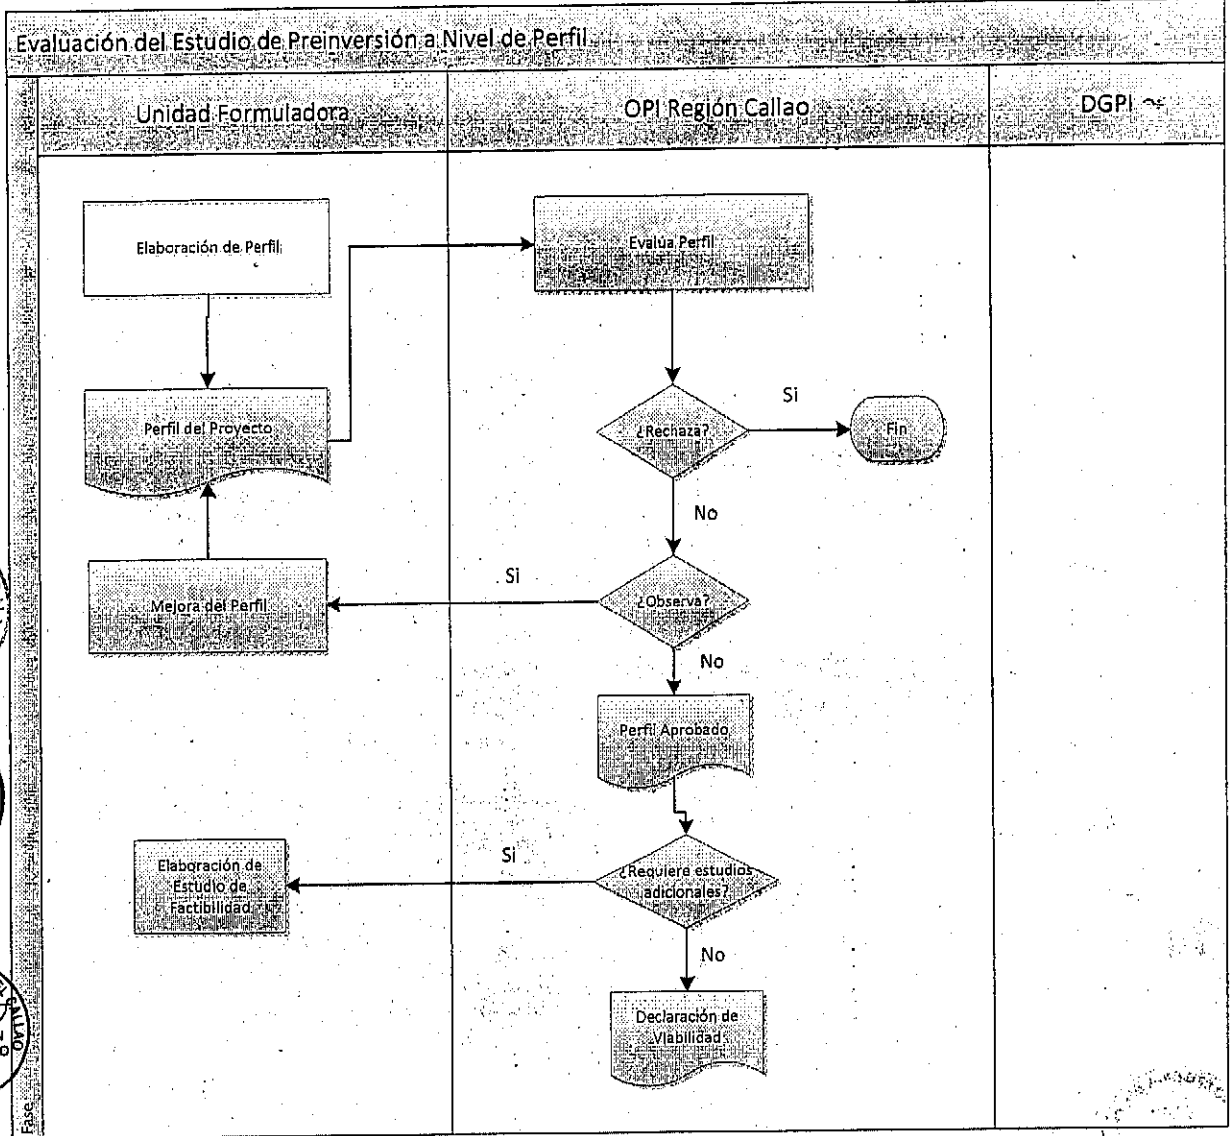 Evaluación del Estudio de Preinversión a Nivel de Perfil
Unidad Formuladora
OPI Región Callao
DGPI
Elaboración de Perfil
Evalúa Perfil
Perfil del Proyecto
¿Rechaza?
Si
Fin
No
Mejora del Perfil
Si
¿Observa?
No
Perfil Aprobado
Elaboración de
Estudio de
Factibilidad
Si
¿Requiere estudios
adicionales?
No
Declaración de
Viabilidad
Fase
CALLAO